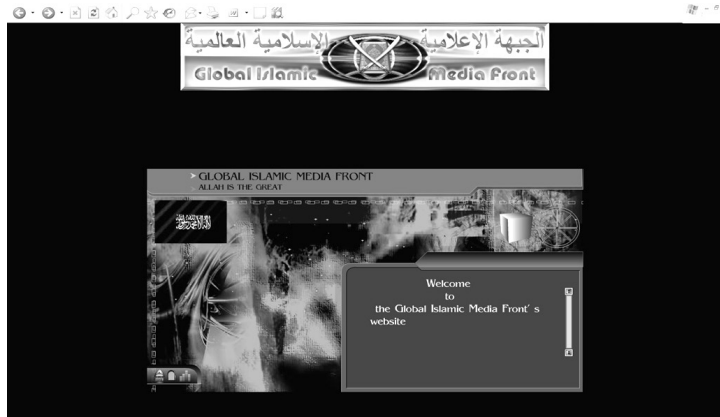 الجبهة الإعلامية الإسلامية العالمية
Global Islamic Media Front
GLOBAL ISLAMIC MEDIA FRONT
ALLAH IS THE GREAT
Welcome
to
the Global Islamic Media Front' s
website